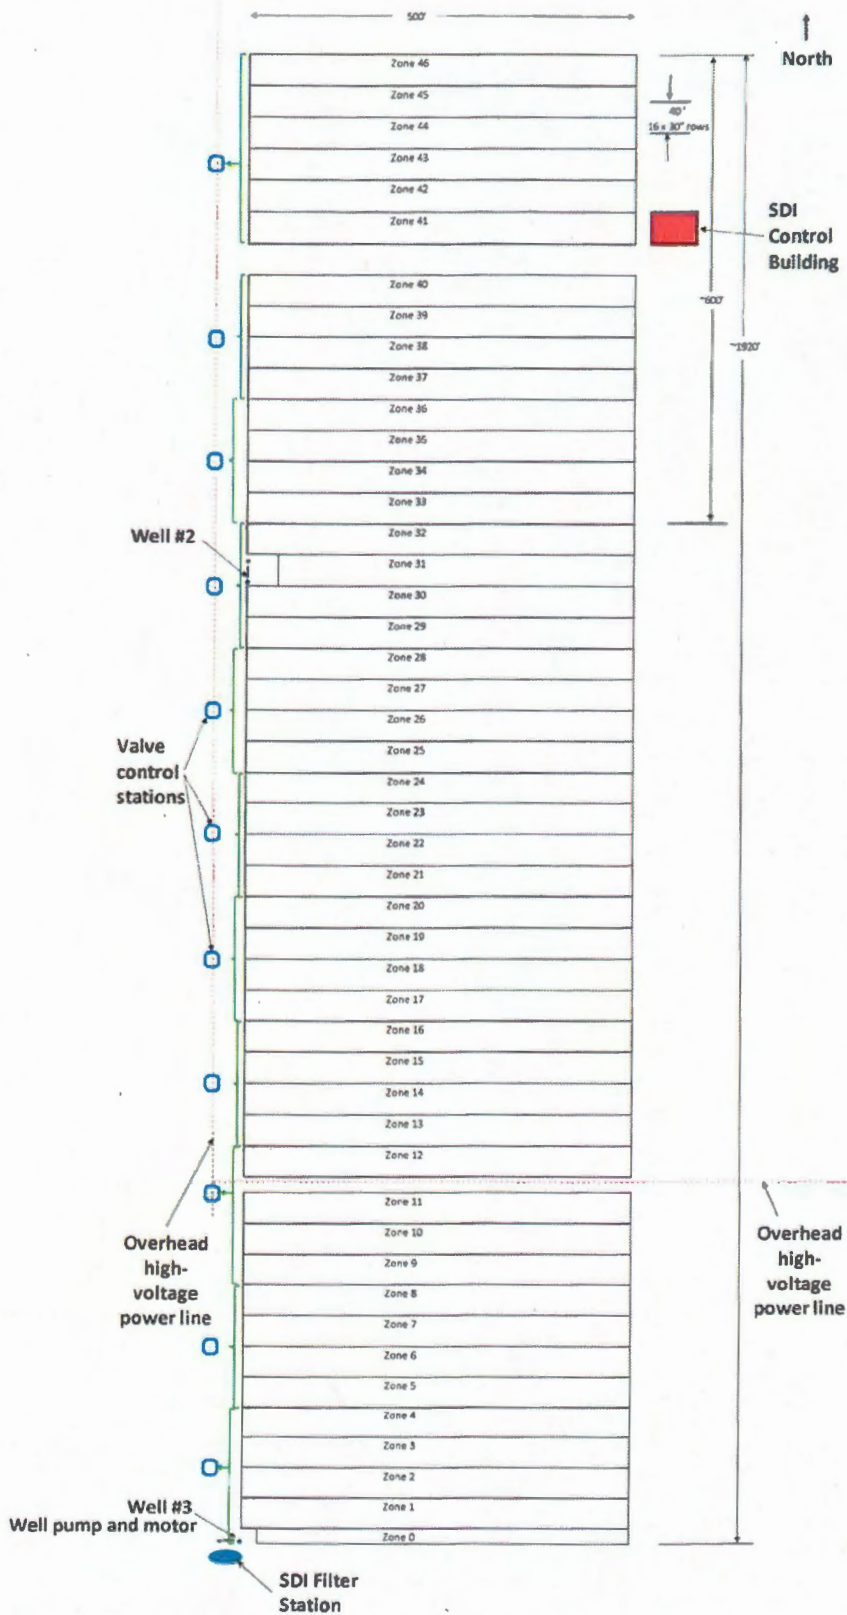 500'
North
Zone 46
Zone 45
40'
Zone 44
16 x 30" rows
Zone 43
Zone 42
Zone 41
SDI
Control
Building
Zone 40
~600'
Zone 39
Zone 38
~1920'
Zone 37
Zone 36
Zone 35
Zone 34
Zone 33
Zone 32
Well #2
Zone 31
Zone 30
Zone 29
Zone 28
Zone 27
Zone 26
Valve
control
stations
Zone 25
Zone 24
Zone 23
Zone 22
Zone 21
Zone 20
Zone 19
Zone 18
Zone 17
Zone 16
Zone 15
Zone 14
Zone 13
Zone 12
Zone 11
Overhead
high-
voltage
power line
Overhead
high-
voltage
power line
Zone 10
Zone 9
Zone 8
Zone 7
Zone 6
Zone 5
Zone 4
Zone 3
Zone 2
Zone 1
Well #3
Well pump and motor
Zone 0
SDI Filter
Station